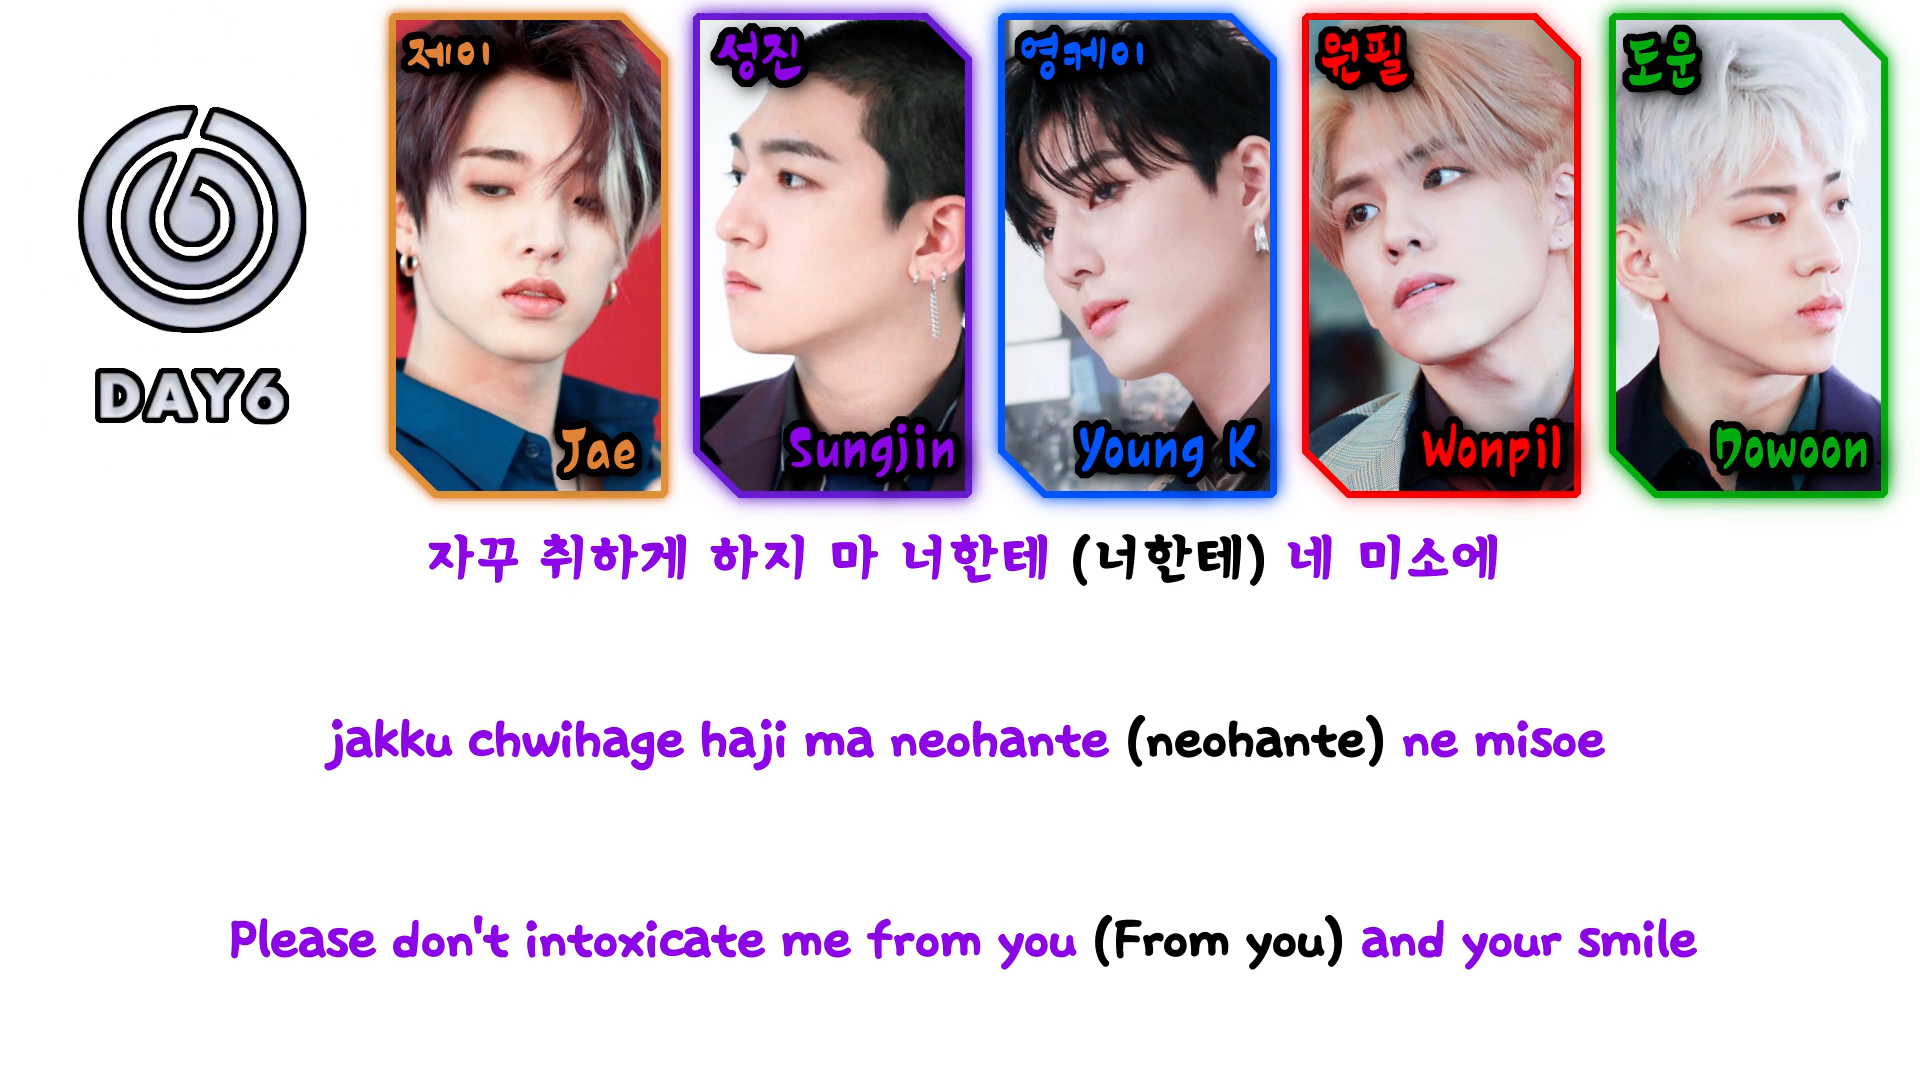 제이
성진
영케이
원필
도운
DAY6
Jae
Sungjin
Young K
Wonpil
Dowoon
자꾸 취하게 하지 마 너한테 (너한테) 네 미소에
jakku chwihage haji ma neohante (neohante) ne misoe
Please don't intoxicate me from you (From you) and your smile